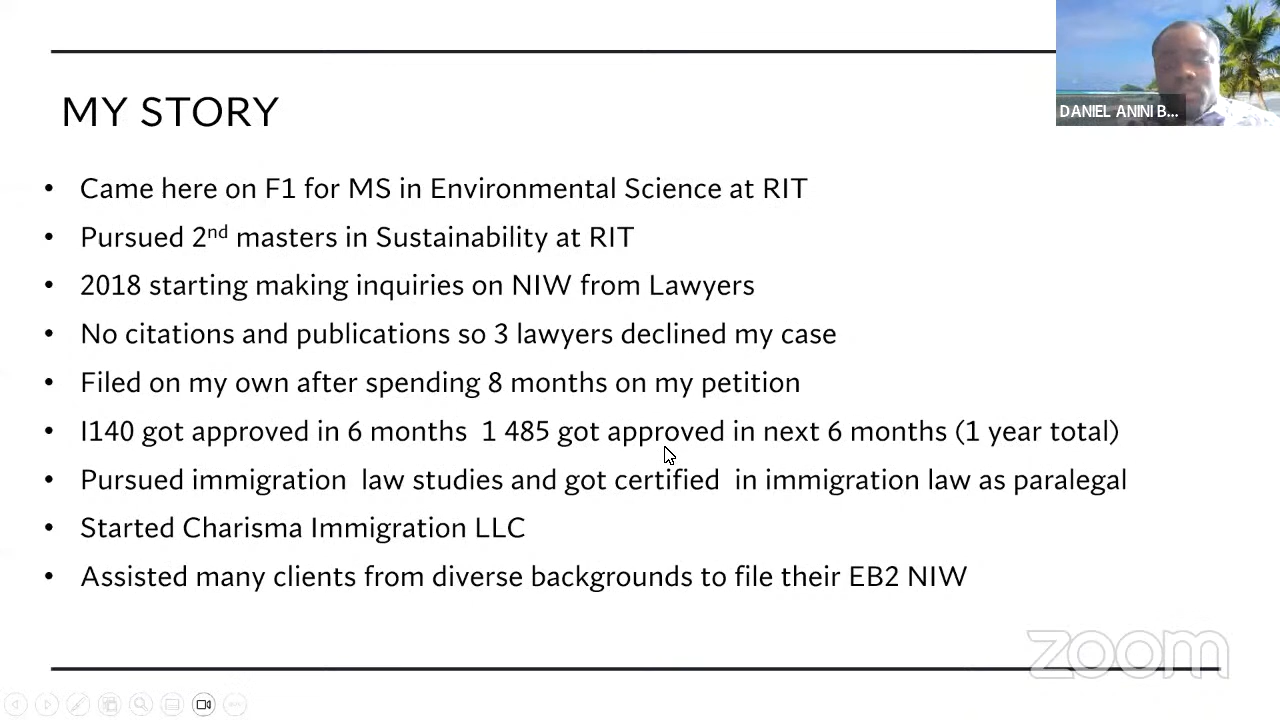 DANIEL ANINI B...
MY STORY
• Came here on F1 for MS in Environmental Science at RIT
• Pursued 2nd masters in Sustainability at RIT
• 2018 starting making inquiries on NIW from Lawyers
• No citations and publications so 3 lawyers declined my case
• Filed on my own after spending 8 months on my petition
• I140 got approved in 6 months  1 485 got approved in next 6 months (1 year total)
• Pursued immigration  law studies and got certified  in immigration law as paralegal
• Started Charisma Immigration LLC
• Assisted many clients from diverse backgrounds to file their EB2 NIW
zoom